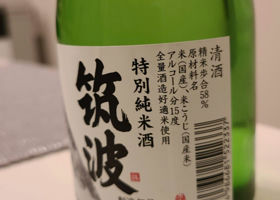 清酒
精米歩合58%
原材料名
米(国産)、米こうじ(国産米)
アルコール分15度
全量酒造好適米使用
特別純米酒
筑波